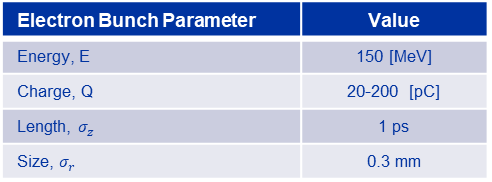 Electron Bunch Parameter Value
Energy, E 150 [MeV]
Charge, Q 20-200 [pC]
Length, σz 1 ps
Size, σr 0.3 mm